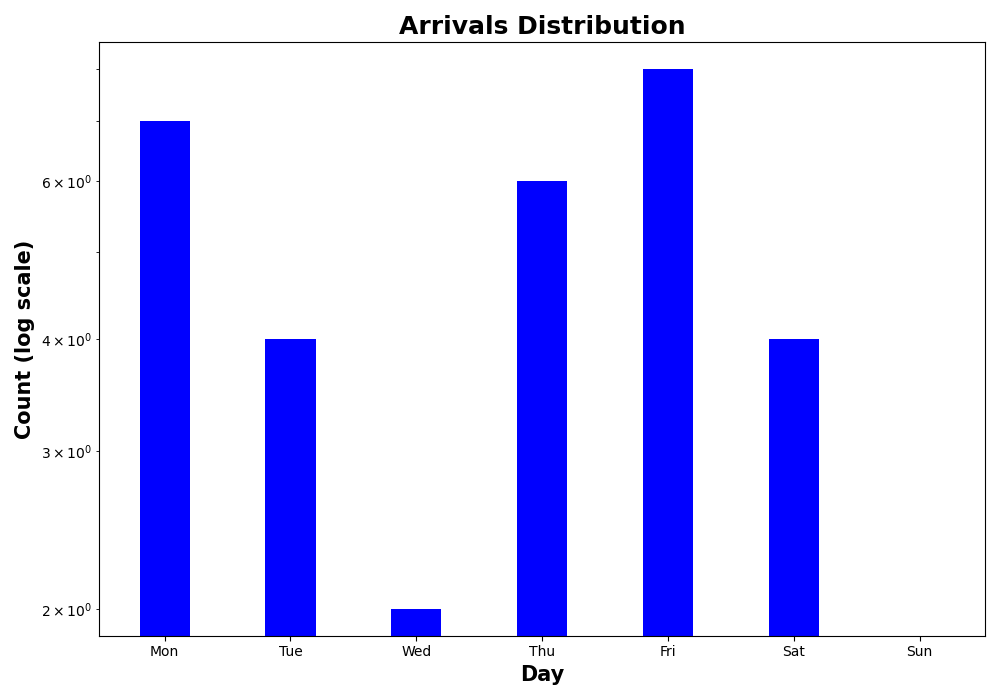 Arrivals Distribution
Count (log scale)
6 × 10⁰
4 × 10⁰
3 × 10⁰
2 × 10⁰
Mon Tue Wed Thu Fri Sat Sun
Day